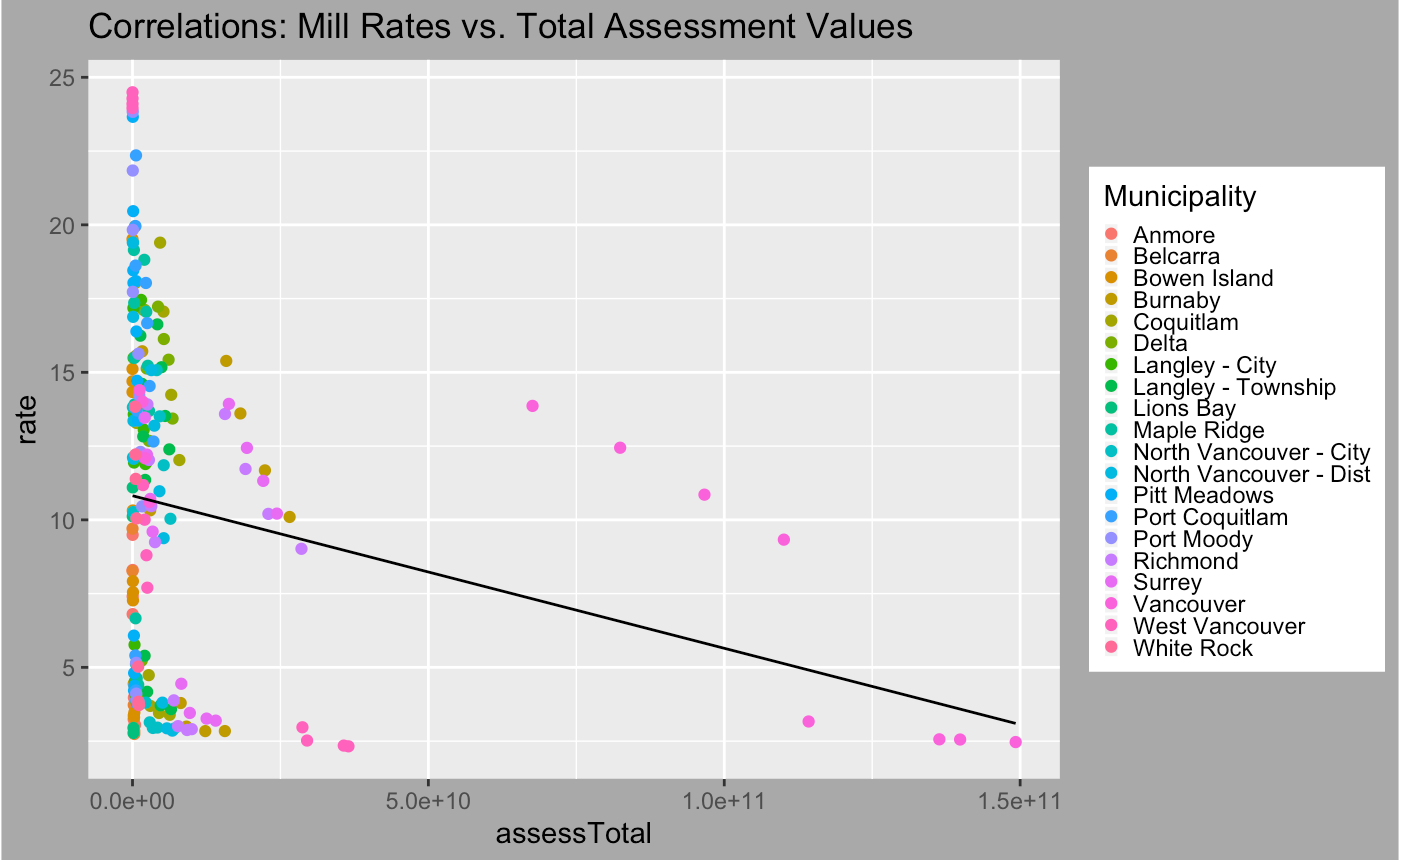 Correlations: Mill Rates vs. Total Assessment Values
25
20
15
10
5
rate
0.0e+00 5.0e+10 1.0e+11 1.5e+11
assessTotal
Municipality
Anmore
Belcarra
Bowen Island
Burnaby
Coquitlam
Delta
Langley - City
Langley - Township
Lions Bay
Maple Ridge
North Vancouver - City
North Vancouver - Dist
Pitt Meadows
Port Coquitlam
Port Moody
Richmond
Surrey
Vancouver
West Vancouver
White Rock